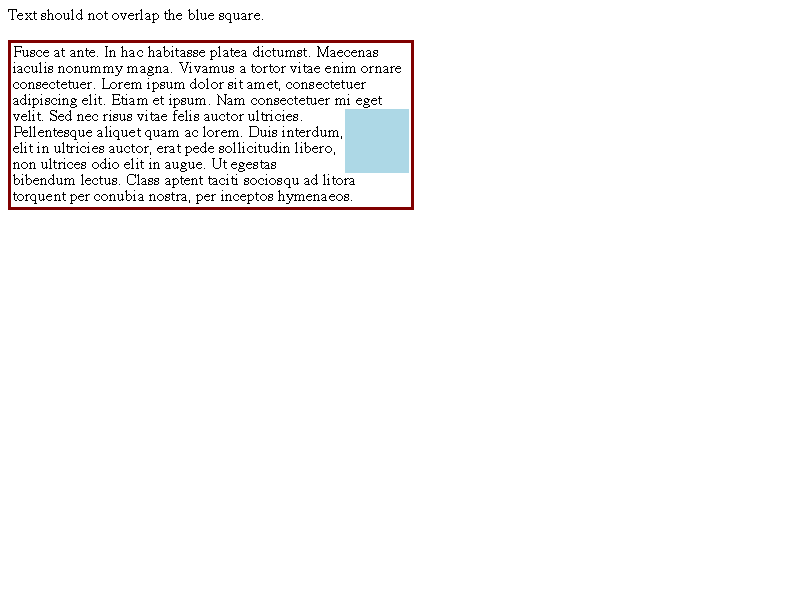 Text should not overlap the blue square.
Fusce at ante. In hac habitasse platea dictumst. Maecenas
iaculis nonummy magna. Vivamus a tortor vitae enim ornare
consectetuer. Lorem ipsum dolor sit amet, consectetuer
adipiscing elit. Etiam et ipsum. Nam consectetuer mi eget
velit. Sed nec risus vitae felis auctor ultricies.
Pellentesque aliquet quam ac lorem. Duis interdum,
elit in ultricies auctor, erat pede sollicitudin libero,
non ultrices odio elit in augue. Ut egestas
bibendum lectus. Class aptent taciti sociosqu ad litora
torquent per conubia nostra, per inceptos hymenaeos.